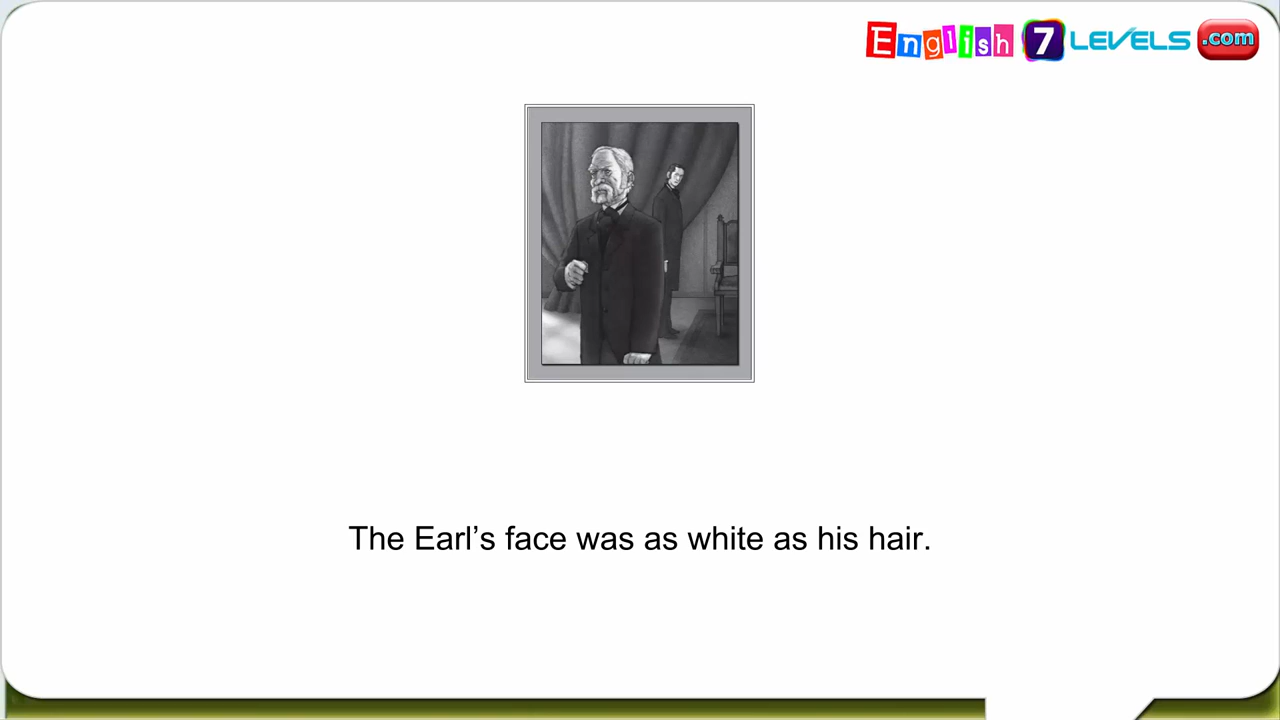 English 7 LEVELS .com
The Earl’s face was as white as his hair.